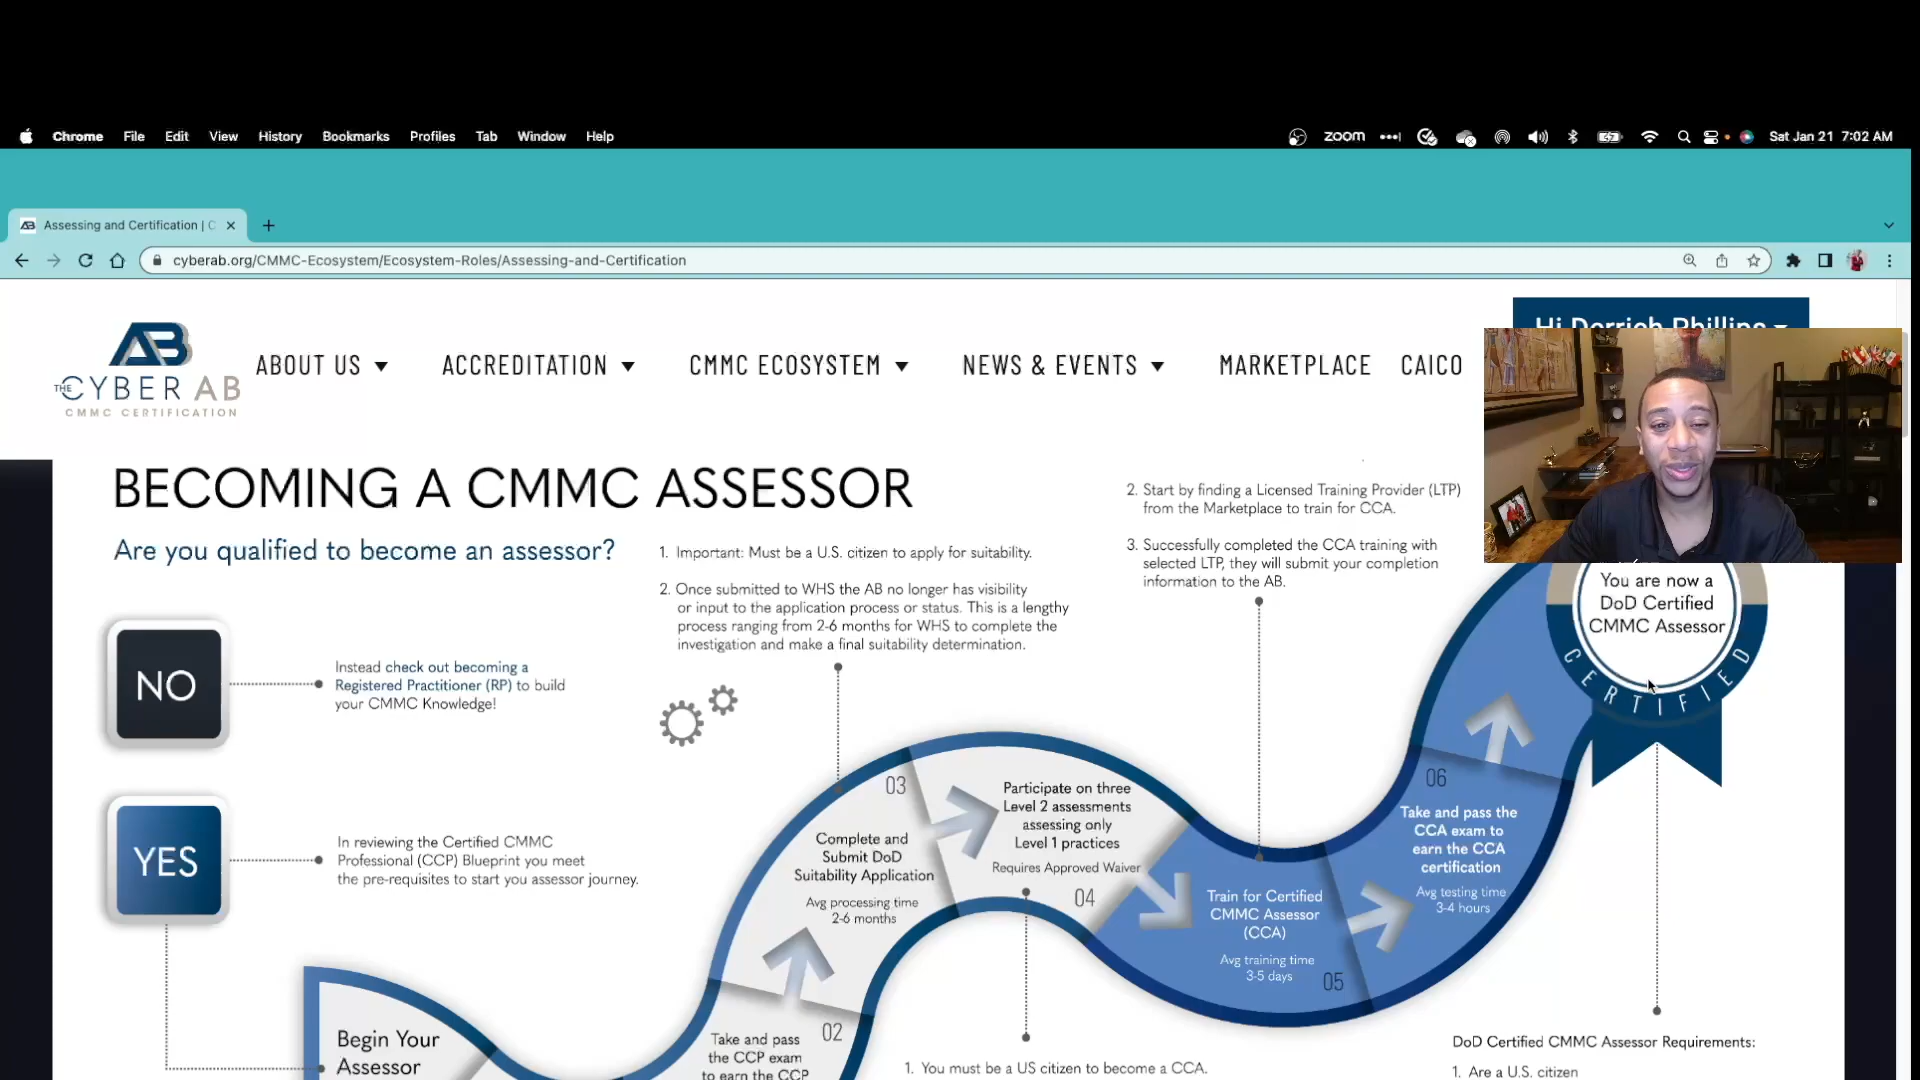 Chrome File Edit View History Bookmarks Profiles Tab Window Help
zoom Sat Jan 21 7:02 AM
Assessing and Certification | C
cyberab.org/CMMC-Ecosystem/Ecosystem-Roles/Assessing-and-Certification
Hi Derrich Phillips
AB
THE CYBER AB
CMMC CERTIFICATION
ABOUT US
ACCREDITATION
CMMC ECOSYSTEM
NEWS & EVENTS
MARKETPLACE
CAICO
BECOMING A CMMC ASSESSOR
Are you qualified to become an assessor?
NO
Instead check out becoming a
Registered Practitioner (RP) to build
your CMMC Knowledge!
YES
In reviewing the Certified CMMC
Professional (CCP) Blueprint you meet
the pre-requisites to start you assessor journey.
1. Important: Must be a U.S. citizen to apply for suitability.
2. Once submitted to WHS the AB no longer has visibility
or input to the application process or status. This is a lengthy
process ranging from 2-6 months for WHS to complete the
investigation and make a final suitability determination.
2. Start by finding a Licensed Training Provider (LTP)
from the Marketplace to train for CCA.
3. Successfully completed the CCA training with
selected LTP, they will submit your completion
information to the AB.
Begin Your
Assessor
02
Take and pass
the CCP exam
to earn the CCP
03
Complete and
Submit DoD
Suitability Application
Avg processing time
2-6 months
Participate on three
Level 2 assessments
assessing only
Level 1 practices
Requires Approved Waiver
04
1. You must be a US citizen to become a CCA.
Train for Certified
CMMC Assessor
(CCA)
Avg training time
3-5 days
05
06
Take and pass the
CCA exam to
earn the CCA
certification
Avg testing time
3-4 hours
You are now a
DoD Certified
CMMC Assessor
CERTIFIED
DoD Certified CMMC Assessor Requirements:
1. Are a U.S. citizen